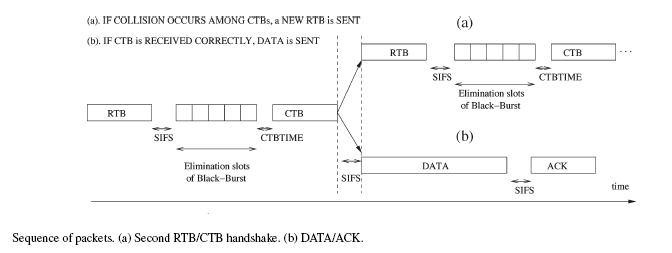 (a). IF COLLISION OCCURS AMONG CTBs, a NEW RTB is SENT
(b). IF CTB is RECEIVED CORRECTLY, DATA is SENT
(a)
RTB
CTB
...
SIFS
CTBTIME
Elimination slots
of Black-Burst
RTB
CTB
SIFS
CTBTIME
Elimination slots
of Black-Burst
(b)
DATA
ACK
SIFS
SIFS
time
Sequence of packets. (a) Second RTB/CTB handshake. (b) DATA/ACK.